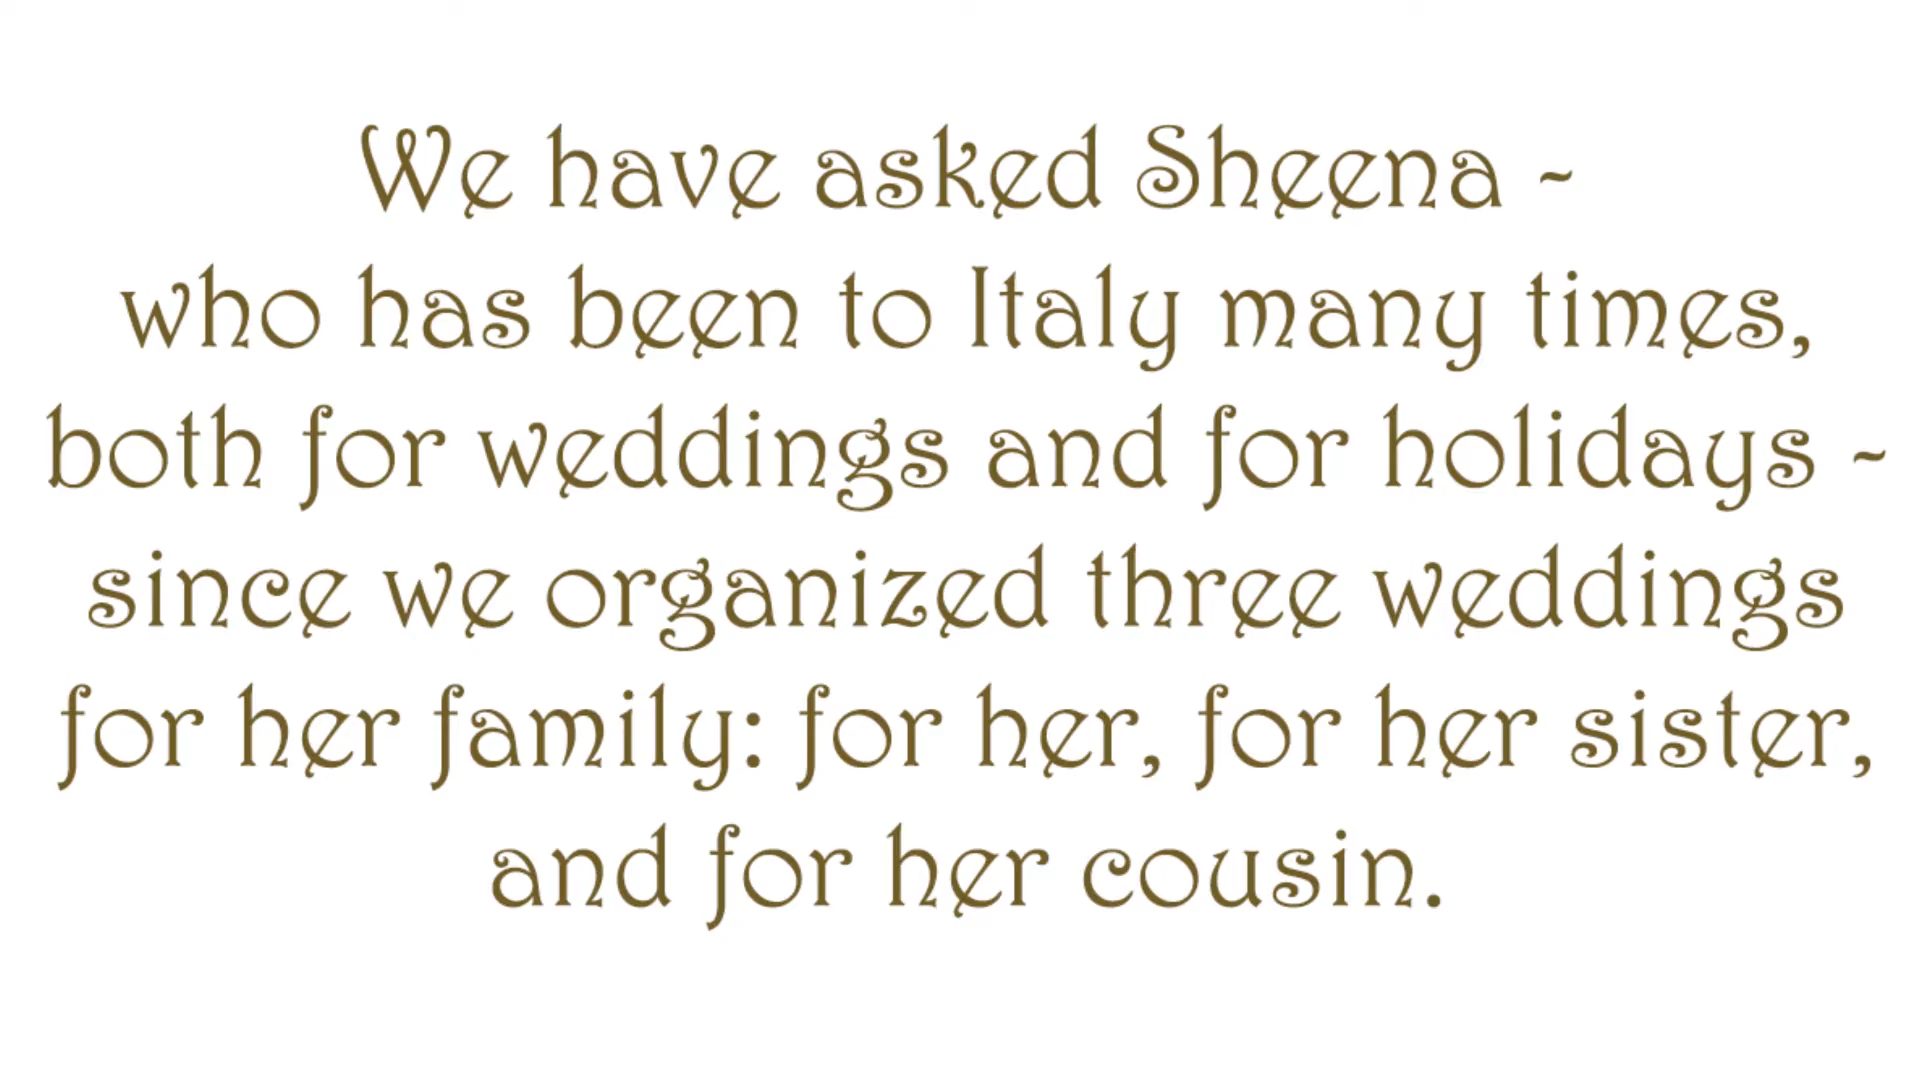 We have asked Sheena -
who has been to Italy many times,
both for weddings and for holidays -
since we organized three weddings
for her family: for her, for her sister,
and for her cousin.